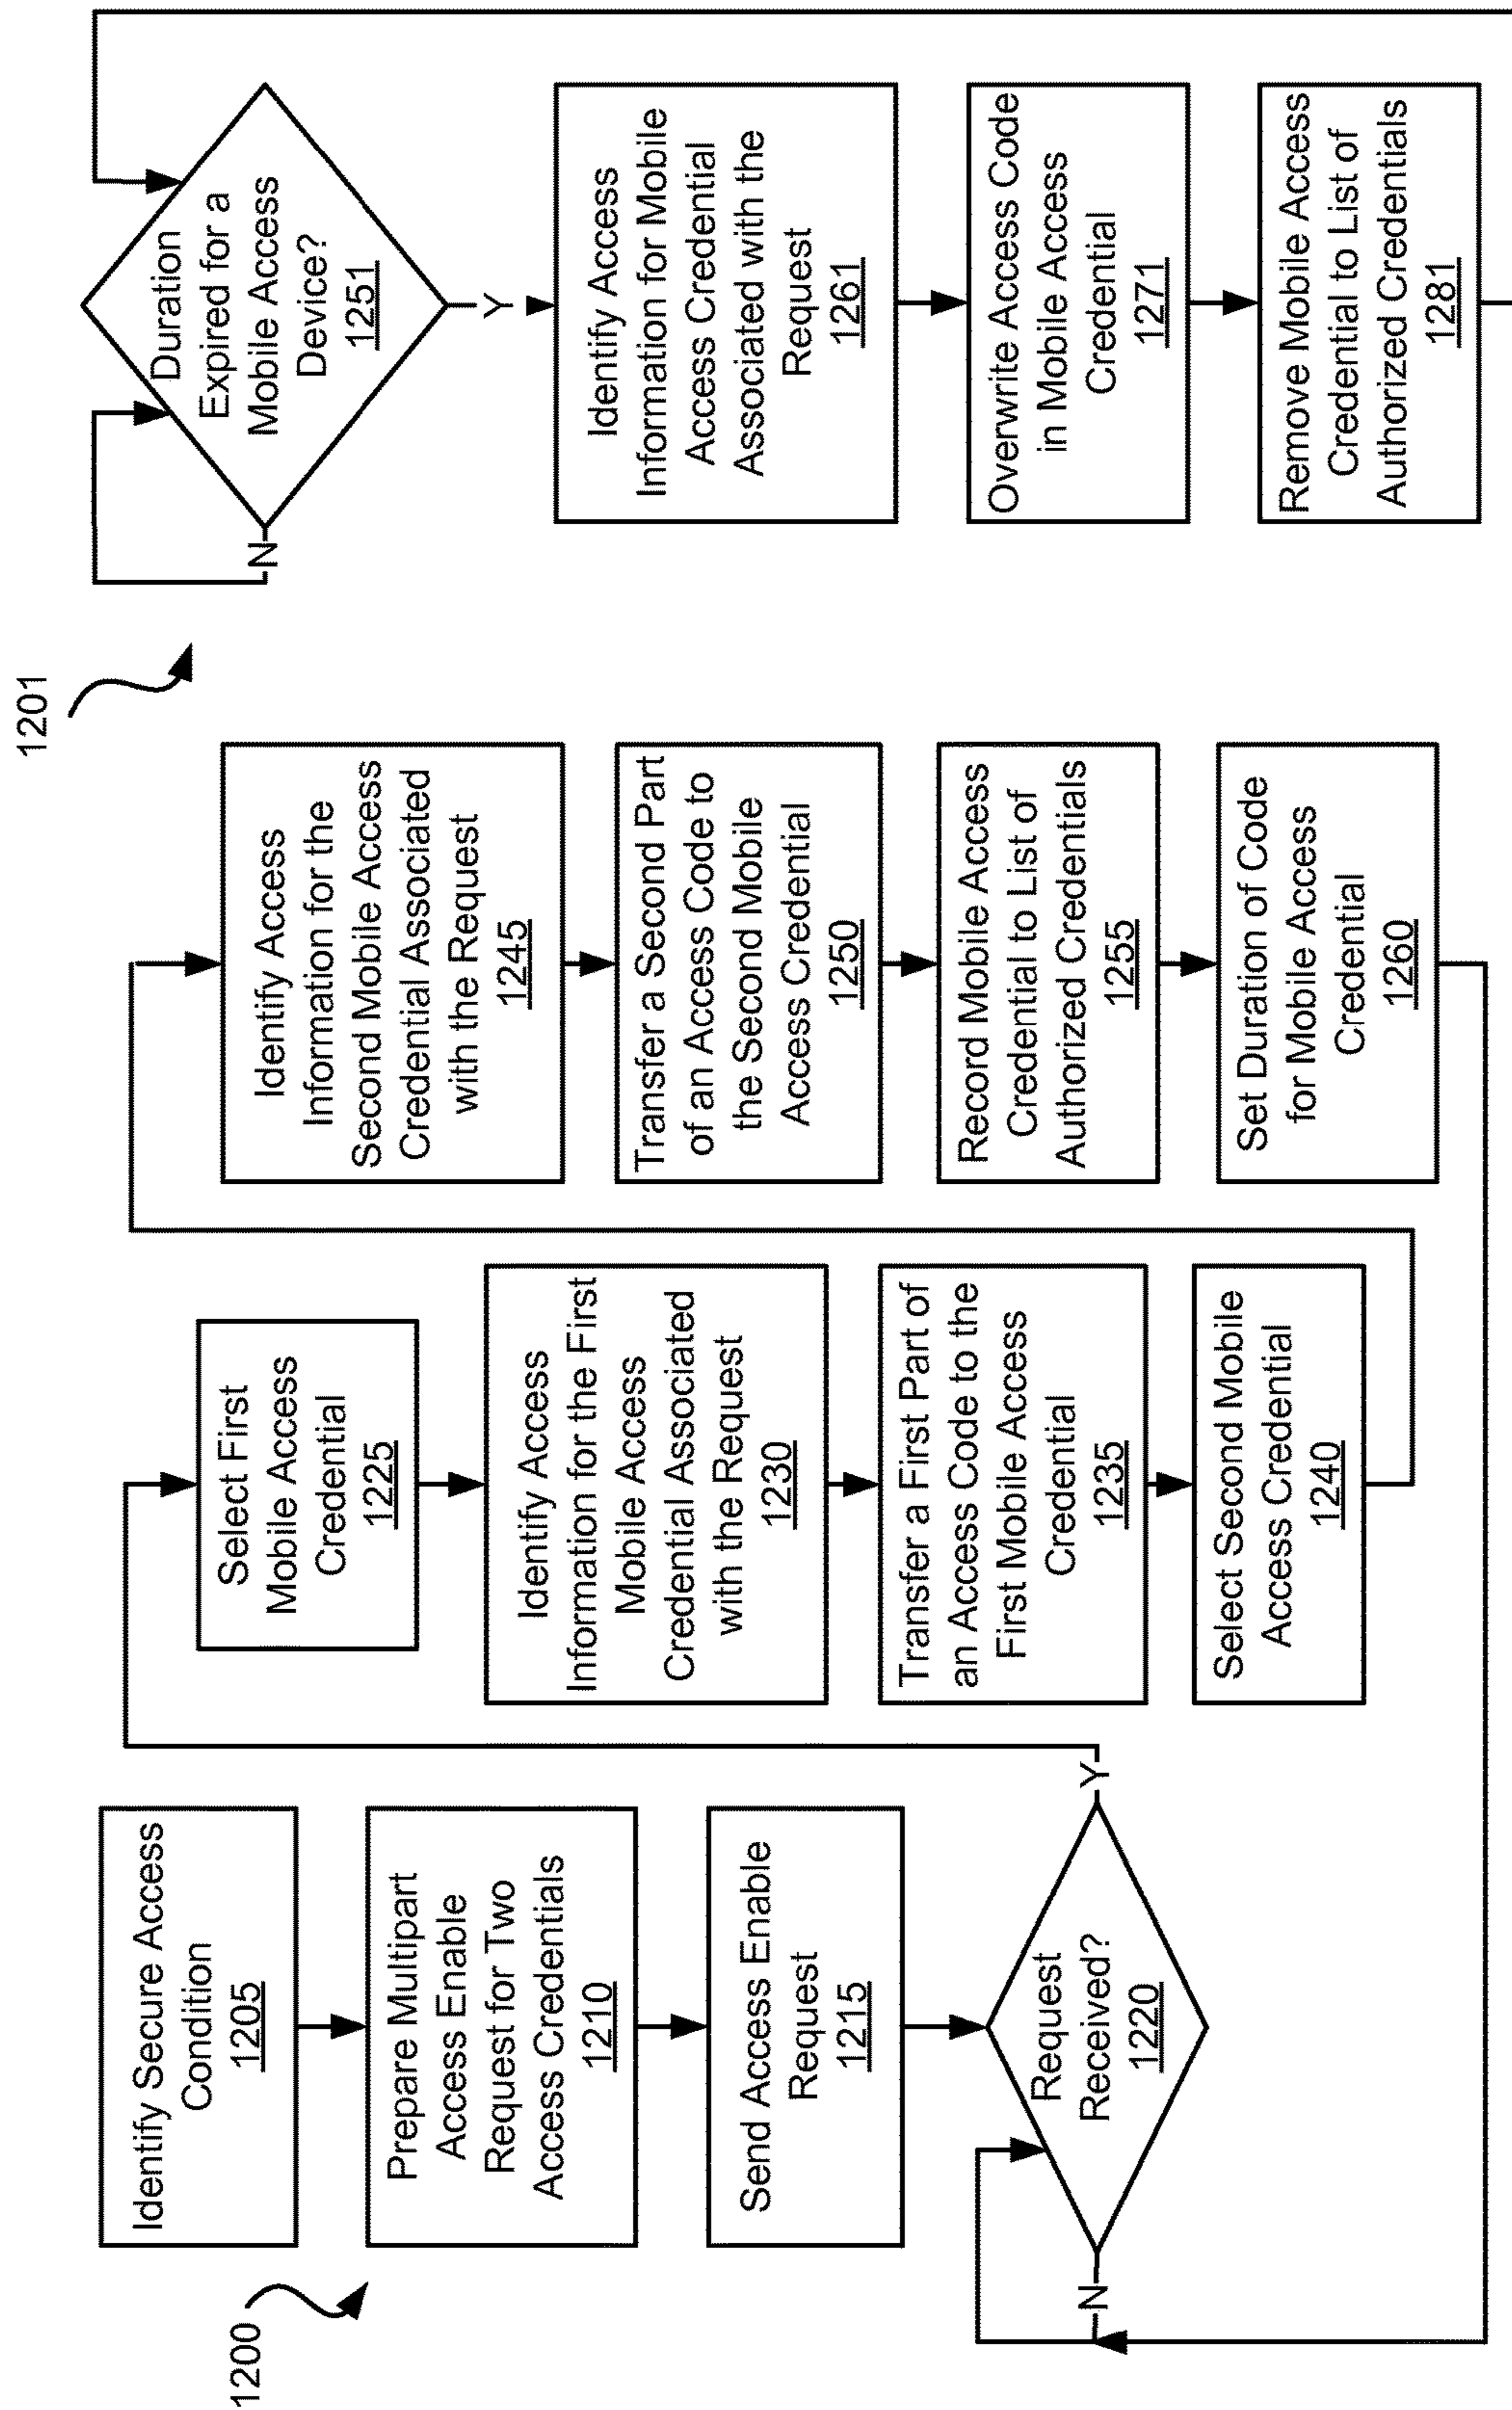 1200
Identify Secure Access
Condition
1205
Prepare Multipart
Access Enable
Request for Two
Access Credentials
1210
Send Access Enable
Request
1215
Request
Received?
1220
N
Y
Select First
Mobile Access
Credential
1225
Identify Access
Information for the First
Mobile Access
Credential Associated
with the Request
1230
Transfer a First Part of
an Access Code to the
First Mobile Access
Credential
1235
Select Second Mobile
Access Credential
1240
Identify Access
Information for the
Second Mobile Access
Credential Associated
with the Request
1245
Transfer a Second Part
of an Access Code to
the Second Mobile
Access Credential
1250
Record Mobile Access
Credential to List of
Authorized Credentials
1255
Set Duration of Code
for Mobile Access
Credential
1260
1201
Duration
Expired for a
Mobile Access
Device?
1251
N
Y
Identify Access
Information for Mobile
Access Credential
Associated with the
Request
1261
Overwrite Access Code
in Mobile Access
Credential
1271
Remove Mobile Access
Credential to List of
Authorized Credentials
1281